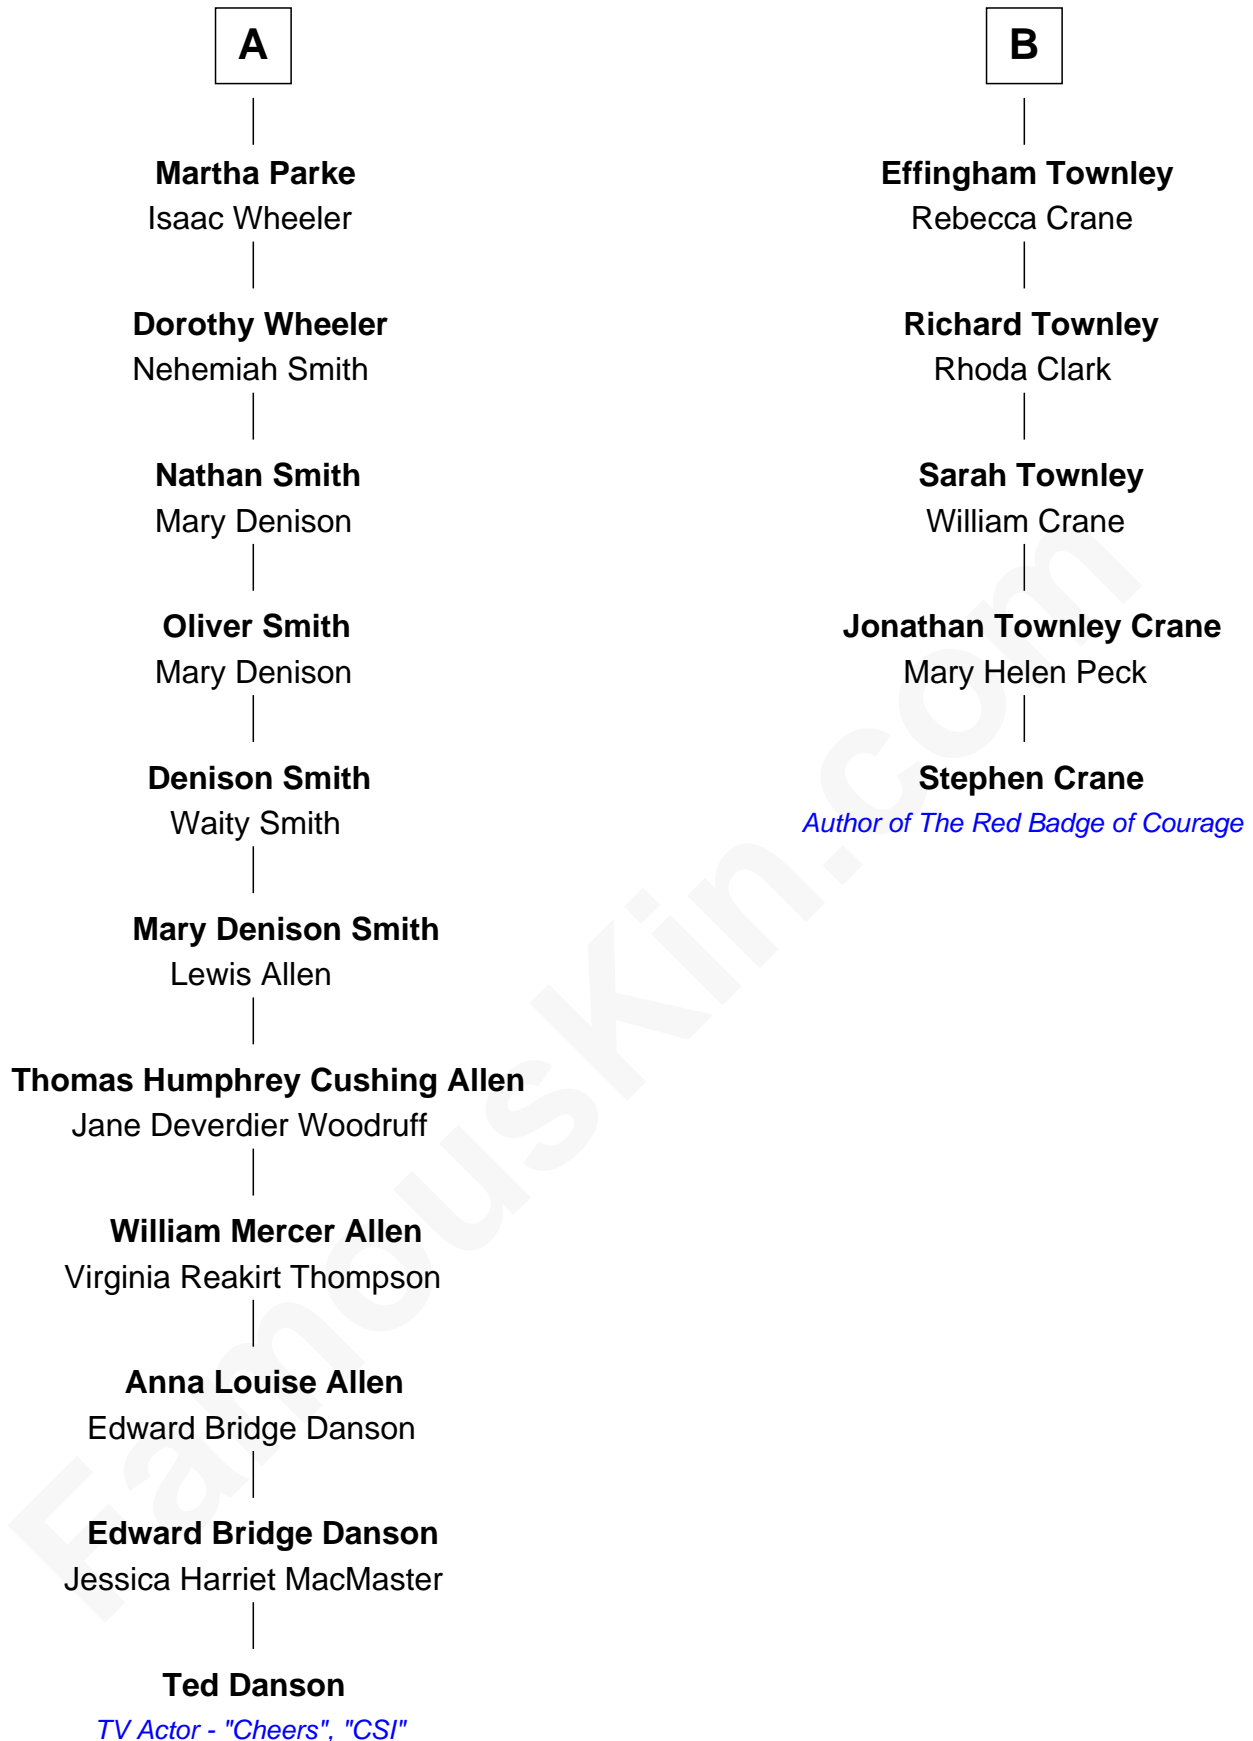 A
Martha Parke
Isaac Wheeler
Dorothy Wheeler
Nehemiah Smith
Nathan Smith
Mary Denison
Oliver Smith
Mary Denison
Denison Smith
Waity Smith
Mary Denison Smith
Lewis Allen
Thomas Humphrey Cushing Allen
Jane Deverdier Woodruff
William Mercer Allen
Virginia Reakirt Thompson
Anna Louise Allen
Edward Bridge Danson
Edward Bridge Danson
Jessica Harriet MacMaster
Ted Danson
TV Actor - "Cheers", "CSI"
B
Effingham Townley
Rebecca Crane
Richard Townley
Rhoda Clark
Sarah Townley
William Crane
Jonathan Townley Crane
Mary Helen Peck
Stephen Crane
Author of The Red Badge of Courage
FamousKin.com